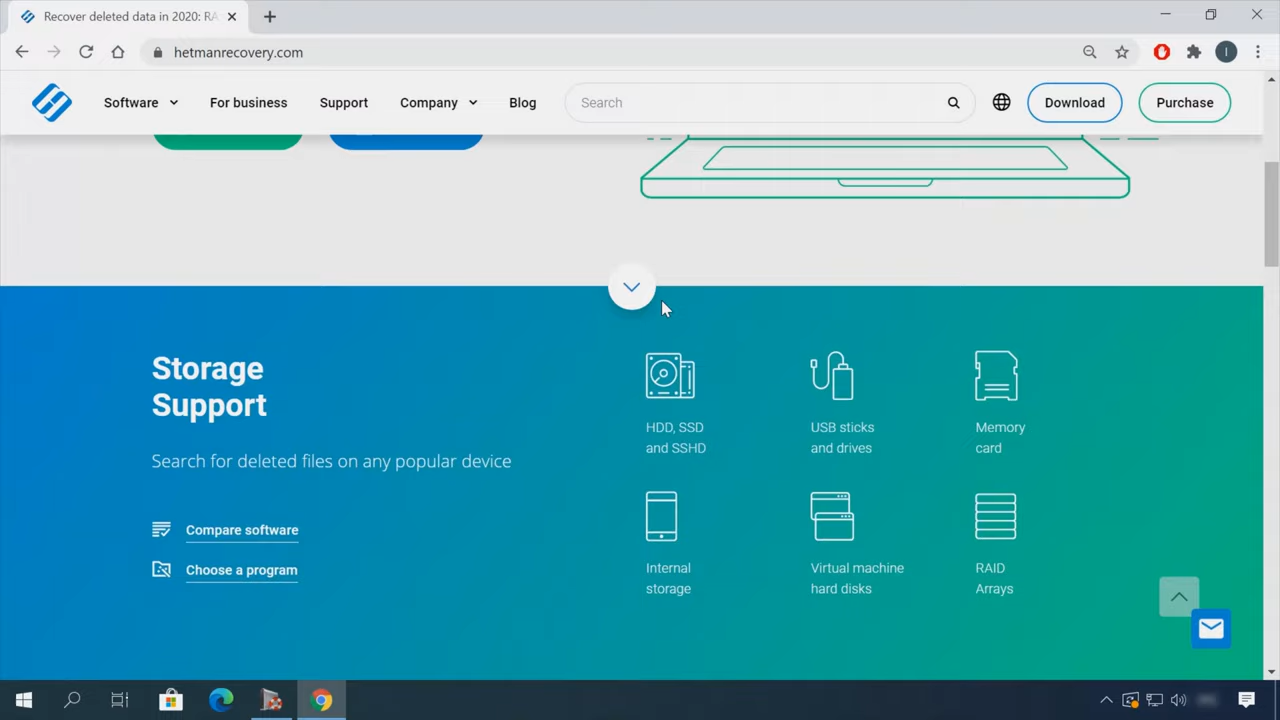 Recover deleted data in 2020: RA
hetmanrecovery.com
I
Software
For business
Support
Company
Blog
Search
Download
Purchase
Storage
Support
Search for deleted files on any popular device
Compare software
Choose a program
HDD, SSD
and SSHD
USB sticks
and drives
Memory
card
Internal
storage
Virtual machine
hard disks
RAID
Arrays